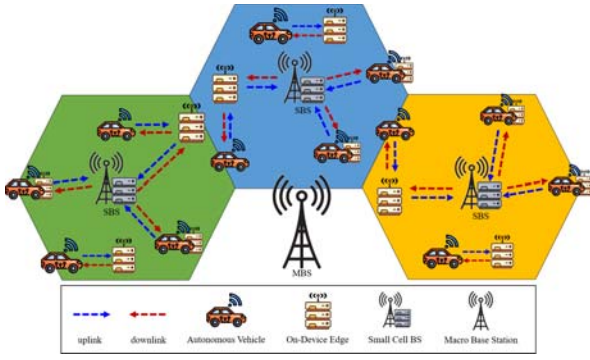 SBS
SBS
SBS
MBS
uplink downlink Autonomous Vehicle On-Device Edge Small Cell BS Macro Base Station